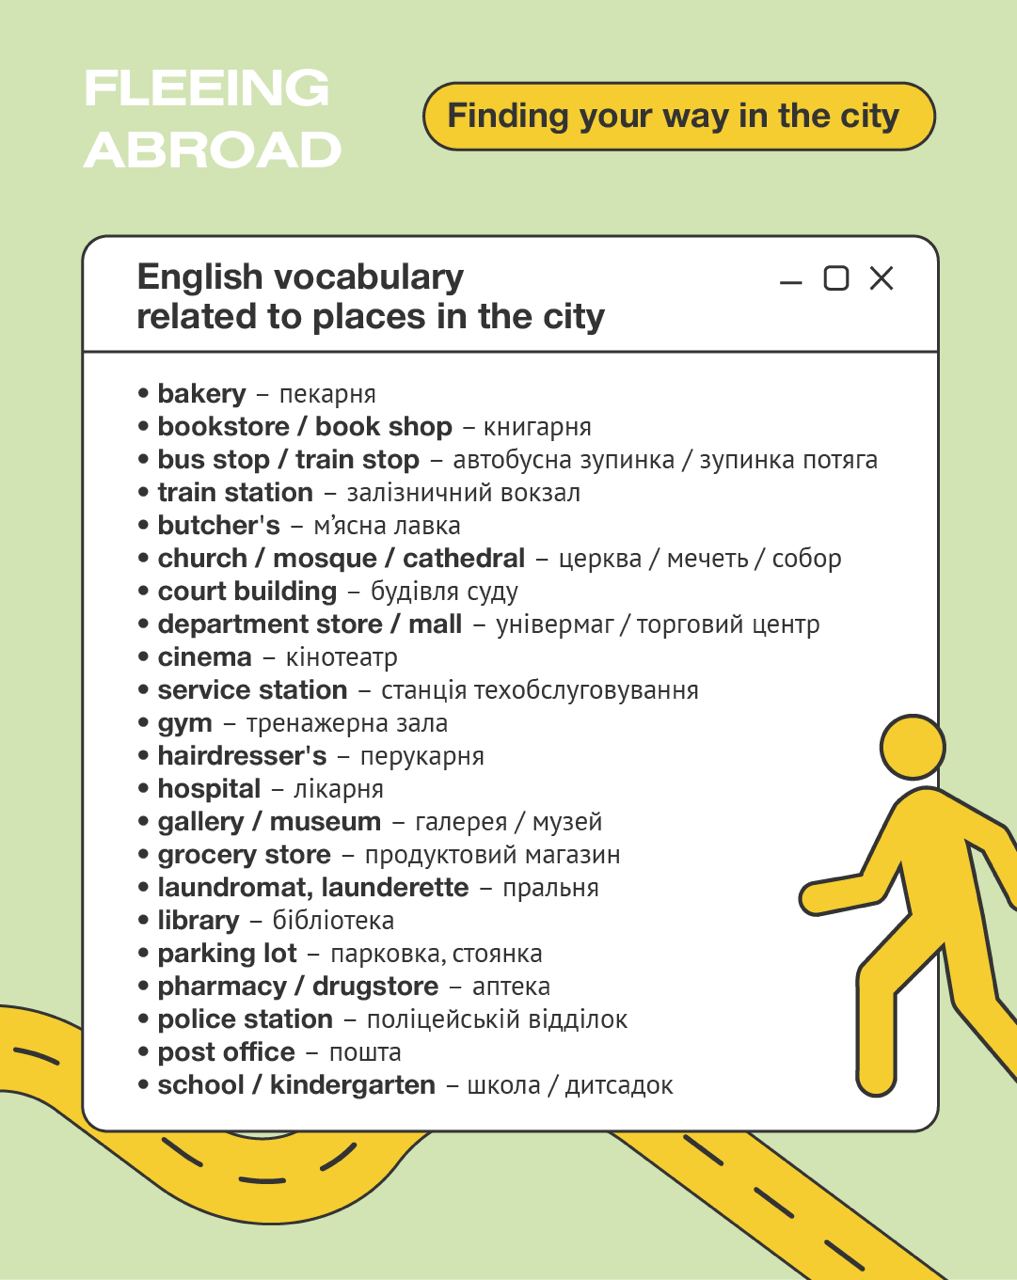 FLEEING
ABROAD
Finding your way in the city
English vocabulary
related to places in the city
• bakery – пекарня
• bookstore / book shop – книгарня
• bus stop / train stop – автобусна зупинка / зупинка потяга
• train station – залізничний вокзал
• butcher's – м’ясна лавка
• church / mosque / cathedral – церква / мечеть / собор
• court building – будівля суду
• department store / mall – універмаг / торговий центр
• cinema – кінотеатр
• service station – станція техобслуговування
• gym – тренажерна зала
• hairdresser's – перукарня
• hospital – лікарня
• gallery / museum – галерея / музей
• grocery store – продуктовий магазин
• laundromat, launderette – пральня
• library – бібліотека
• parking lot – парковка, стоянка
• pharmacy / drugstore – аптека
• police station – поліцейській відділок
• post office – пошта
• school / kindergarten – школа / дитсадок